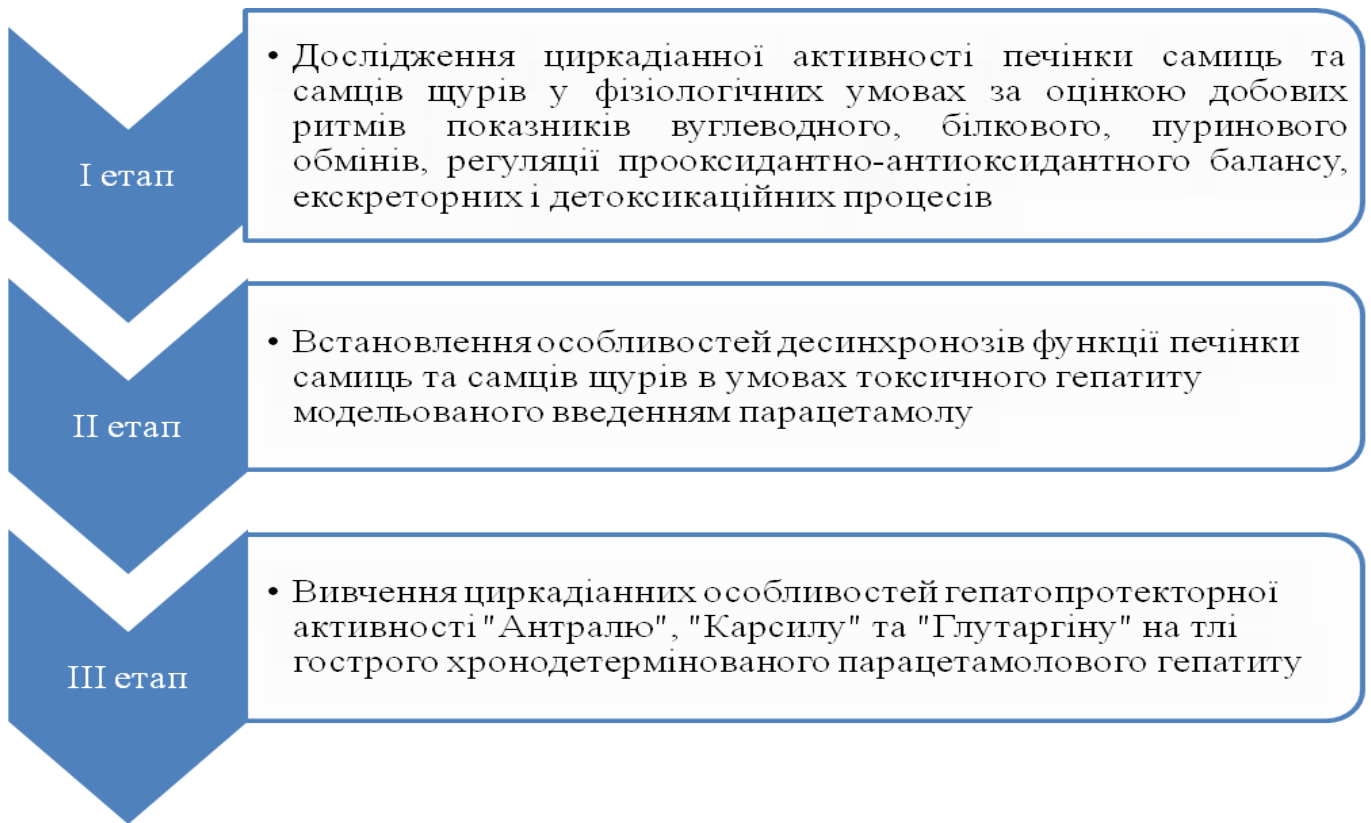 I етап
• Дослідження циркадіанної активності печінки самиць та
самців щурів у фізіологічних умовах за оцінкою добових
ритмів показників вуглеводного, білкового, пуринового
обмінів, регуляції прооксидантно-антиоксидантного балансу,
екскреторних і детоксикаційних процесів
II етап
• Встановлення особливостей десинхронозів функції печінки
самиць та самців щурів в умовах токсичного гепатиту
модельованого введенням парацетамолу
III етап
• Вивчення циркадіанних особливостей гепатопротекторної
активності "Антралю", "Карсилу" та "Глутаргіну" на тлі
гострого хронодетермінованого парацетамолового гепатиту